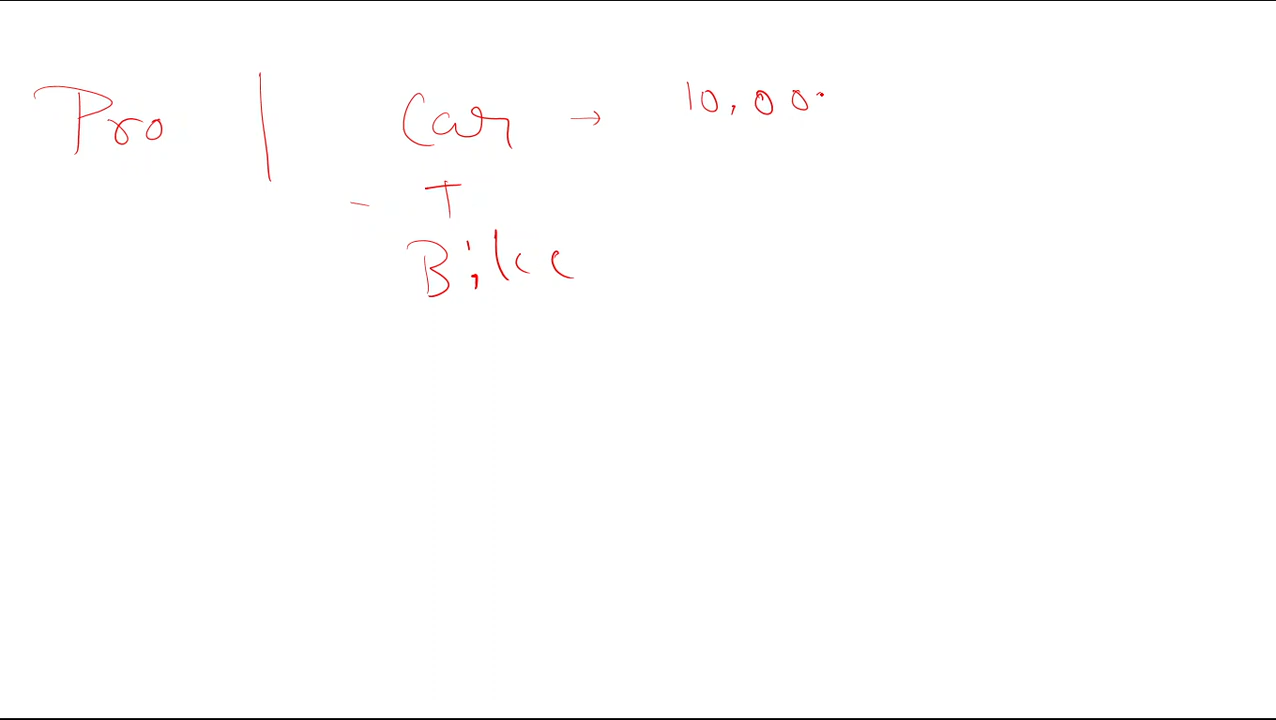 Pro | Car → 10,00
+
Bike